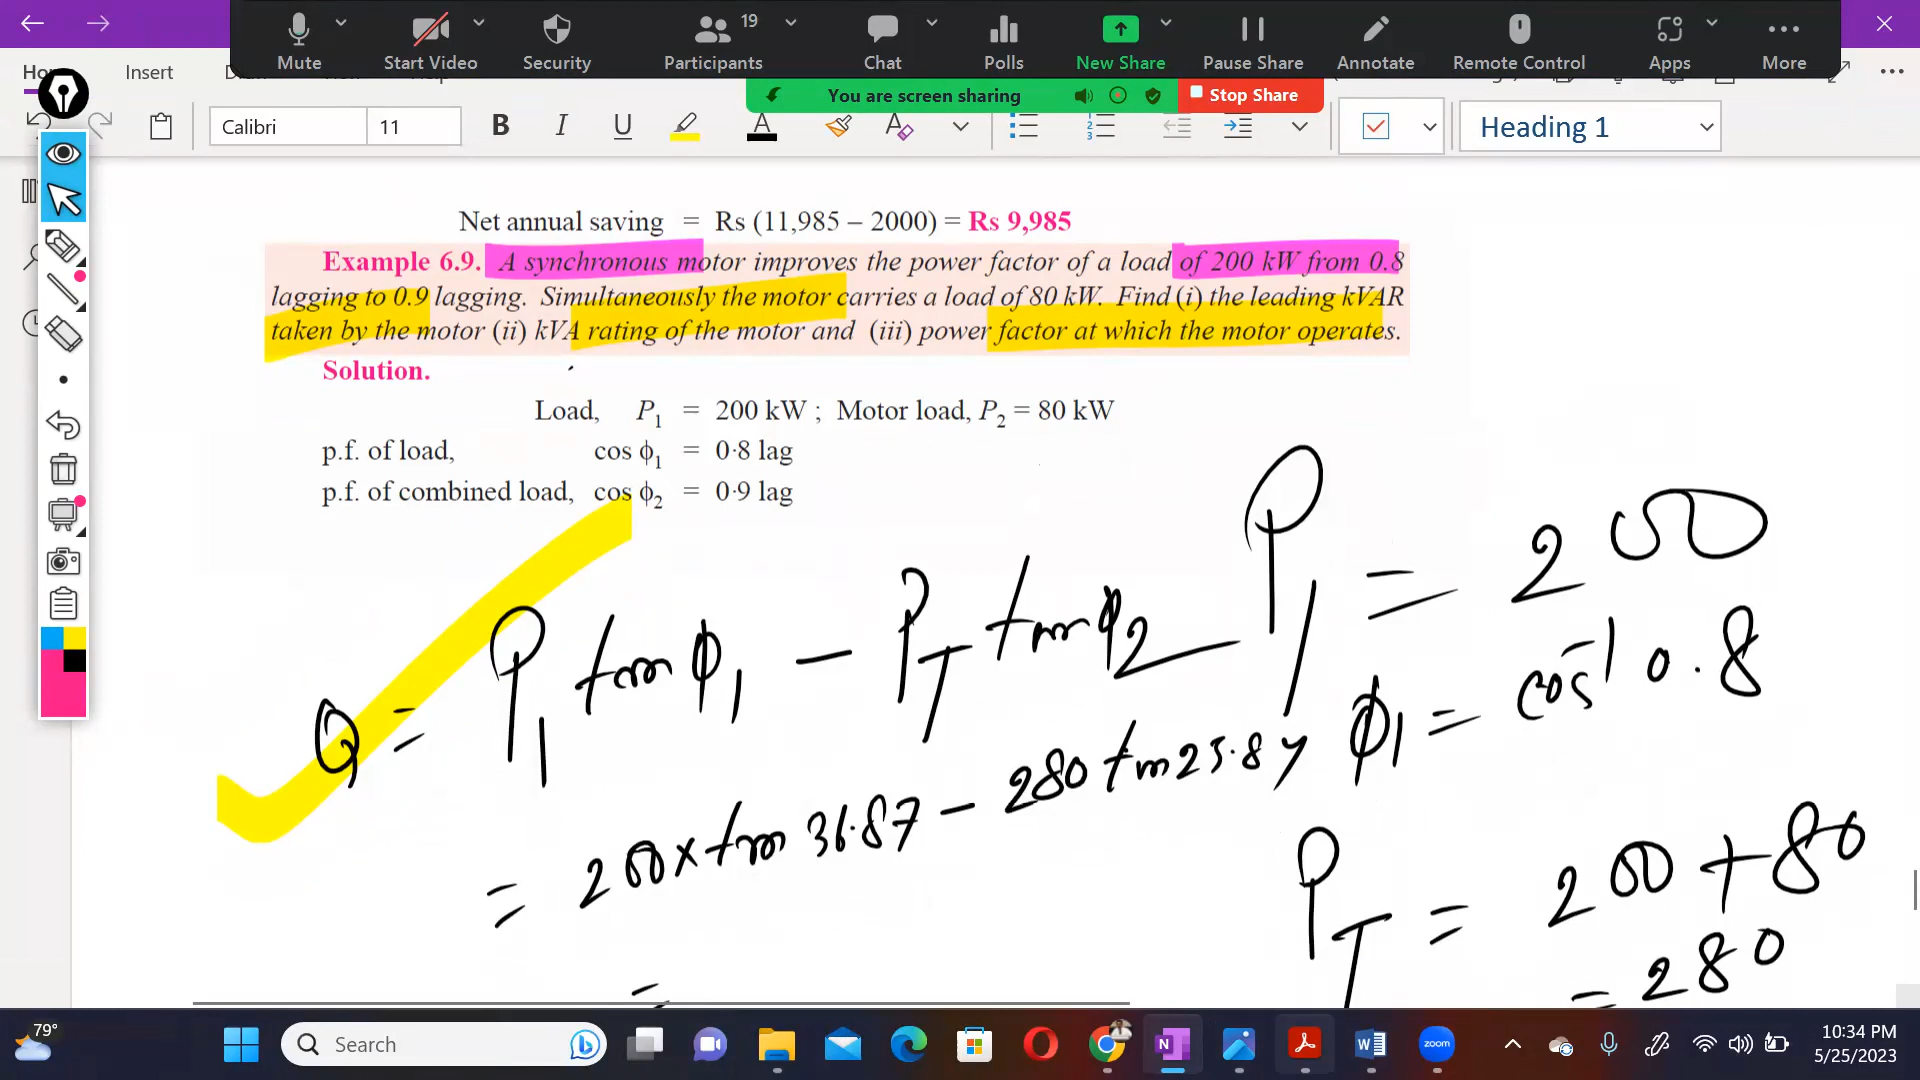 Mute
Start Video
Security
Participants 19
Chat
Polls
New Share
Pause Share
Annotate
Remote Control
Apps
More
Insert
You are screen sharing
Stop Share
Calibri
11
B I U
Heading 1
Net annual saving = Rs (11,985 – 2000) = Rs 9,985
Example 6.9. A synchronous motor improves the power factor of a load of 200 kW from 0.8
lagging to 0.9 lagging. Simultaneously the motor carries a load of 80 kW. Find (i) the leading kVAR
taken by the motor (ii) kVA rating of the motor and (iii) power factor at which the motor operates.
Solution.
Load, P1 = 200 kW ; Motor load, P2 = 80 kW
p.f. of load, cos ϕ1 = 0·8 lag
p.f. of combined load, cos ϕ2 = 0·9 lag
P1 = 200
Q = P1 tan ϕ1 – PT tan ϕ2
ϕ1 = cos-1 0.8
= 200 x tan 36.87 – 280 tan 25.84
PT = 200 + 80
= 280
=
79°
Search
zoom
10:34 PM
5/25/2023